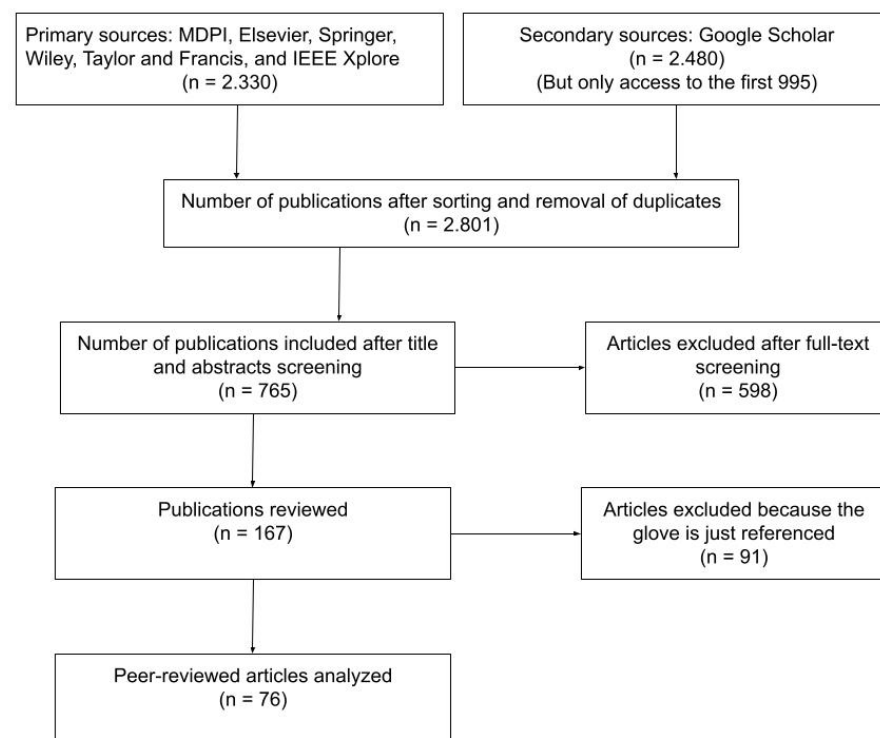 Primary sources: MDPI, Elsevier, Springer,
Wiley, Taylor and Francis, and IEEE Xplore
(n = 2.330)
Secondary sources: Google Scholar
(n = 2.480)
(But only access to the first 995)
Number of publications after sorting and removal of duplicates
(n = 2.801)
Number of publications included after title
and abstracts screening
(n = 765)
Articles excluded after full-text
screening
(n = 598)
Publications reviewed
(n = 167)
Articles excluded because the
glove is just referenced
(n = 91)
Peer-reviewed articles analyzed
(n = 76)